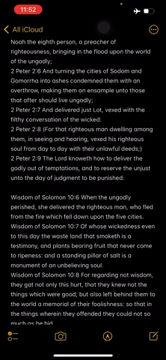 11:52
All iCloud
Noah the eighth person, a preacher of
righteousness, bringing in the flood upon the world
of the ungodly;
2 Peter 2:6 And turning the cities of Sodom and
Gomorrha into ashes condemned them with an
overthrow, making them an ensample unto those
that after should live ungodly;
2 Peter 2:7 And delivered just Lot, vexed with the
filthy conversation of the wicked:
2 Peter 2:8 (For that righteous man dwelling among
them, in seeing and hearing, vexed his righteous
soul from day to day with their unlawful deeds;)
2 Peter 2:9 The Lord knoweth how to deliver the
godly out of temptations, and to reserve the unjust
unto the day of judgment to be punished:
Wisdom of Solomon 10:6 When the ungodly
perished, she delivered the righteous man, who fled
from the fire which fell down upon the five cities.
Wisdom of Solomon 10:7 Of whose wickedness even
to this day the waste land that smoketh is a
testimony, and plants bearing fruit that never come
to ripeness: and a standing pillar of salt is a
monument of an unbelieving soul.
Wisdom of Solomon 10:8 For regarding not wisdom,
they gat not only this hurt, that they knew not the
things which were good; but also left behind them to
the world a memorial of their foolishness: so that in
the things wherein they offended they could not so
much as be hid